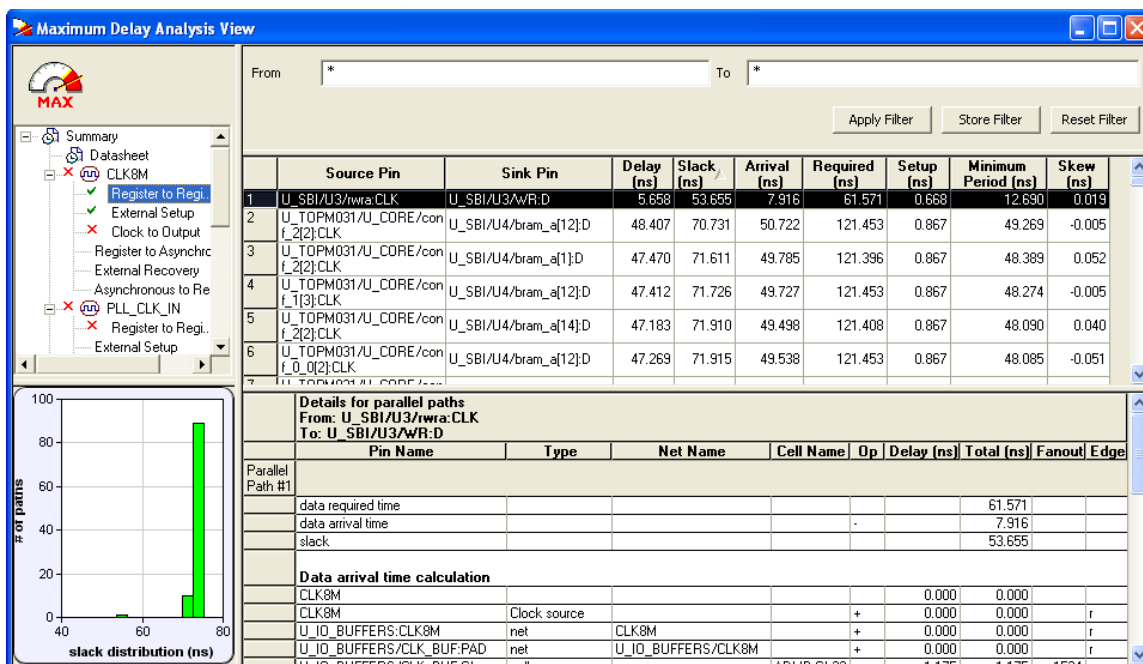 Maximum Delay Analysis View
MAX
From * To *
Apply Filter Store Filter Reset Filter
Summary
Datasheet
CLK8M
Register to Regi..
External Setup
Clock to Output
Register to Asynchrc
External Recovery
Asynchronous to Re
PLL_CLK_IN
Register to Regi..
External Setup
Source Pin Sink Pin Delay (ns) Slack (ns) Arrival (ns) Required (ns) Setup (ns) Minimum Period (ns) Skew (ns)
1 U_SBI/U3/rwra:CLK U_SBI/U3/WR:D 5.658 53.655 7.916 61.571 0.668 12.690 0.019
2 U_TOPM031/U_CORE/conf_2[2]:CLK U_SBI/U4/bram_a[12]:D 48.407 70.731 50.722 121.453 0.867 49.269 -0.005
3 U_TOPM031/U_CORE/conf_2[2]:CLK U_SBI/U4/bram_a[1]:D 47.470 71.611 49.785 121.396 0.867 48.389 0.052
4 U_TOPM031/U_CORE/conf_1[3]:CLK U_SBI/U4/bram_a[12]:D 47.412 71.726 49.727 121.453 0.867 48.274 -0.005
5 U_TOPM031/U_CORE/conf_2[2]:CLK U_SBI/U4/bram_a[14]:D 47.183 71.910 49.498 121.408 0.867 48.090 0.040
6 U_TOPM031/U_CORE/conf_0_0[2]:CLK U_SBI/U4/bram_a[12]:D 47.269 71.915 49.538 121.453 0.867 48.085 -0.051
Details for parallel paths
From: U_SBI/U3/rwra:CLK
To: U_SBI/U3/WR:D
Pin Name Type Net Name Cell Name Op Delay (ns) Total (ns) Fanout Edge
Parallel Path #1
data required time 61.571
data arrival time - 7.916
slack 53.655
Data arrival time calculation
CLK8M 0.000 0.000
CLK8M Clock source + 0.000 0.000 r
U_IO_BUFFERS:CLK8M net CLK8M + 0.000 0.000 r
U_IO_BUFFERS/CLK_BUF:PAD net U_IO_BUFFERS/CLK8M + 0.000 0.000 r
# of paths
100
80
60
40
20
0
40 60 80
slack distribution (ns)